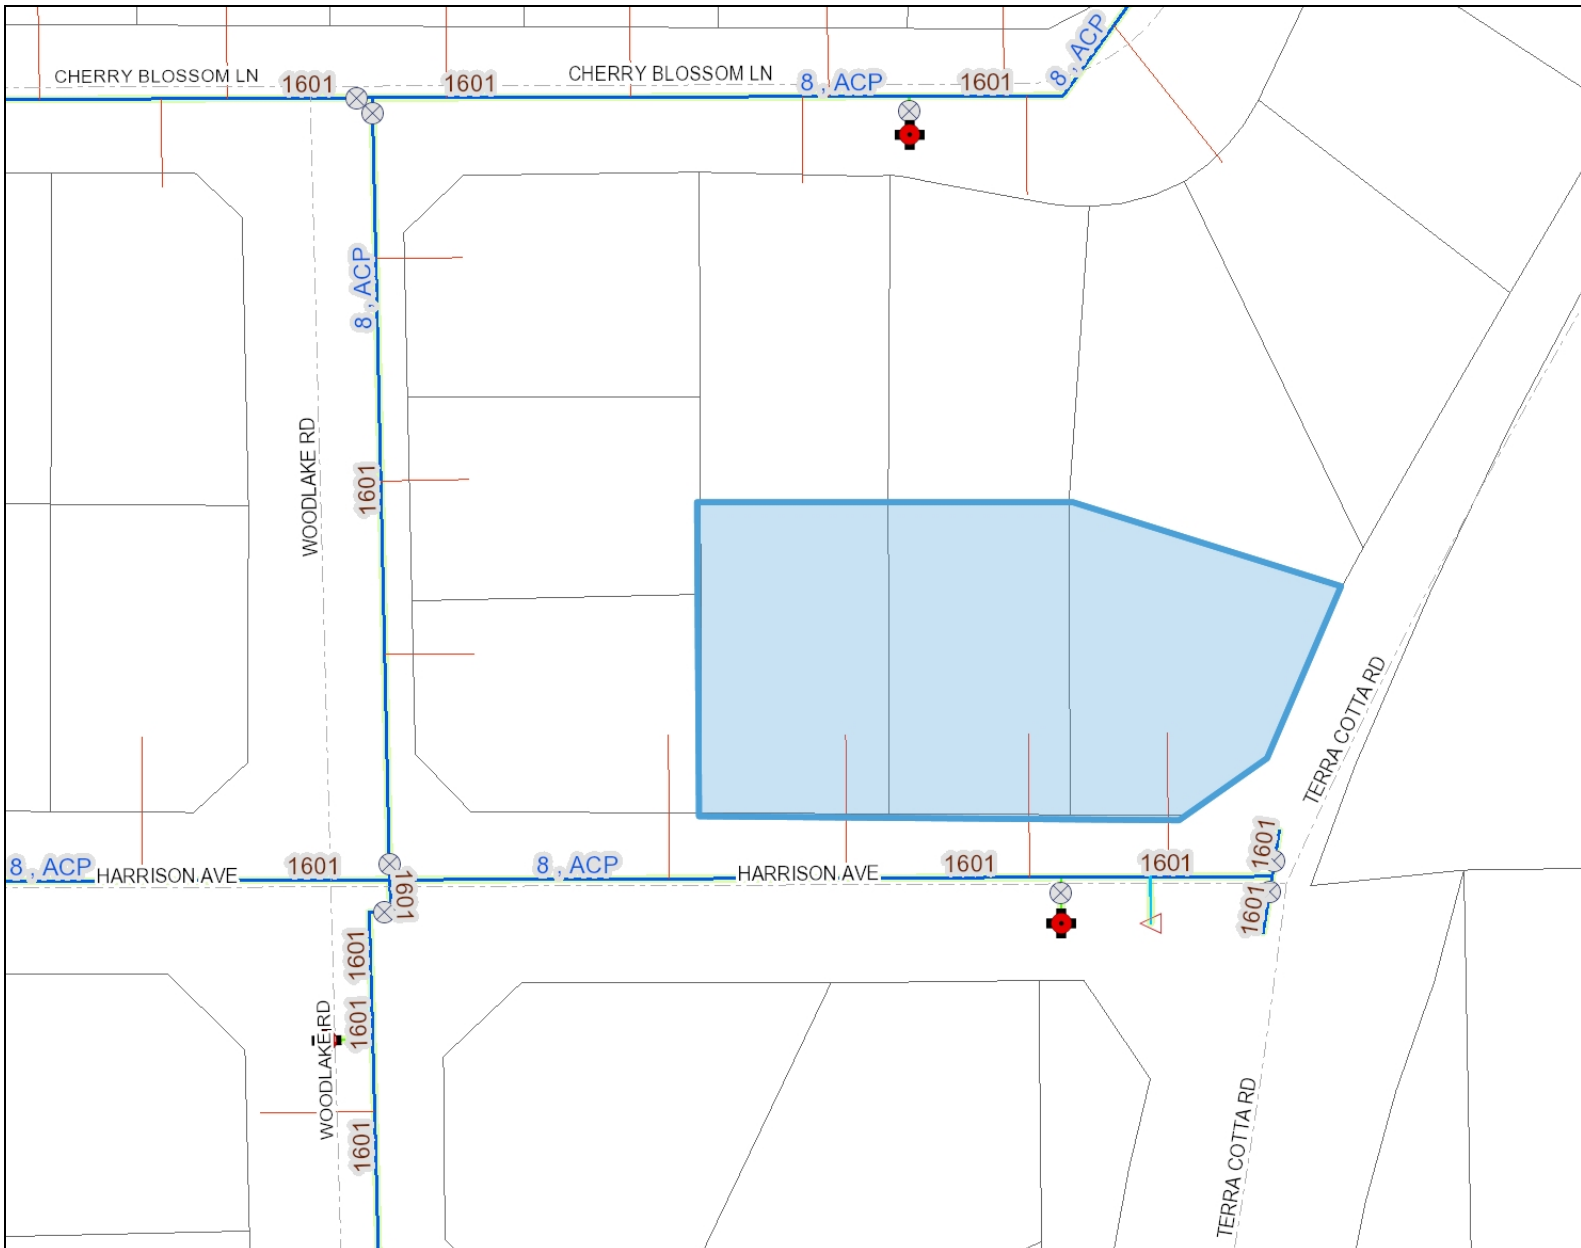 8 , ACP
CHERRY BLOSSOM LN
1601
1601
CHERRY BLOSSOM LN
8 , ACP
1601
8 , ACP
1601
WOODLAKE RD
TERRA COTTA RD
8 , ACP
HARRISON AVE
1601
1601
8 , ACP
1601
HARRISON AVE
1601
1601
1601
1601
1601
WOODLAKE RD
1601
TERRA COTTA RD